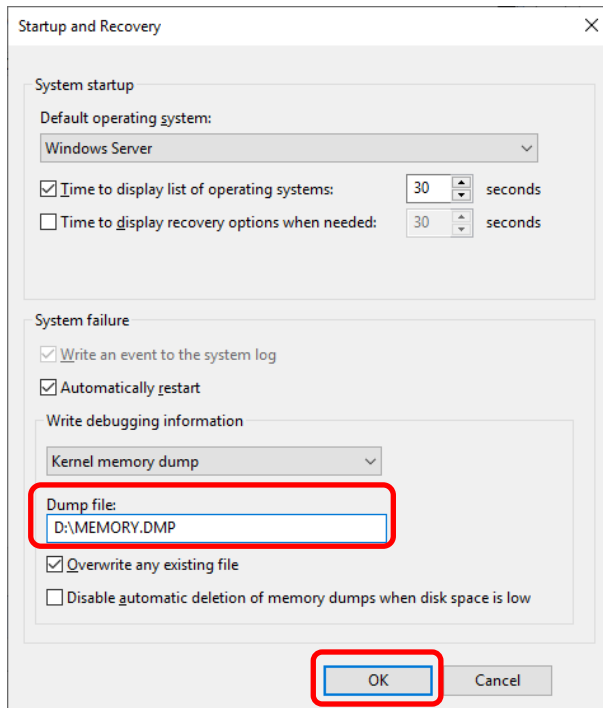 Startup and Recovery
System startup
Default operating system:
Windows Server
Time to display list of operating systems: 30 seconds
Time to display recovery options when needed: 30 seconds
System failure
Write an event to the system log
Automatically restart
Write debugging information
Kernel memory dump
Dump file:
D:\MEMORY.DMP
Overwrite any existing file
Disable automatic deletion of memory dumps when disk space is low
OK Cancel